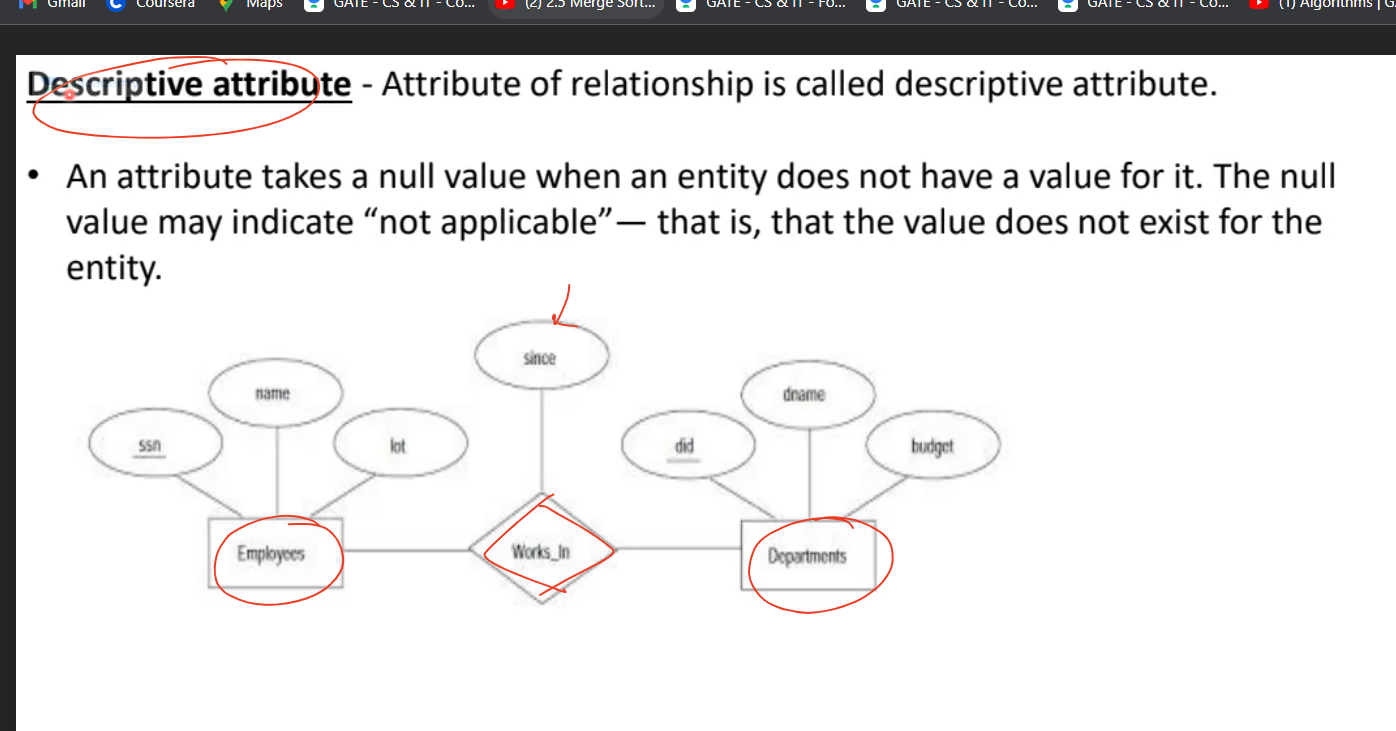 Gmail Coursera Maps GATE - CS & IT - Co... (2) 2.5 Merge Sort... GATE - CS & IT - Fo... GATE - CS & IT - Co... GATE - CS & IT - Co... (1) Algorithms | G
Descriptive attribute - Attribute of relationship is called descriptive attribute.
• An attribute takes a null value when an entity does not have a value for it. The null
value may indicate “not applicable”— that is, that the value does not exist for the
entity.
since
name
dname
ssn
lot
did
budget
Employees
Works_In
Departments